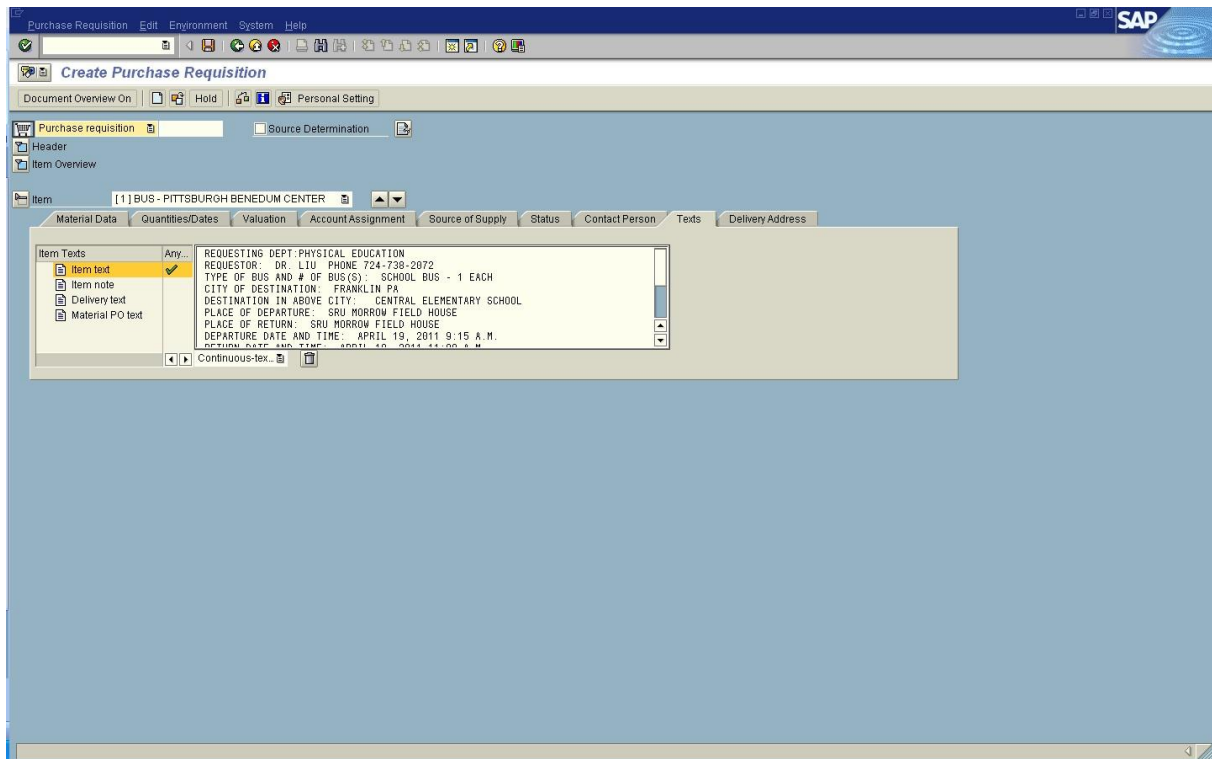 Purchase Requisition Edit Environment System Help
SAP
Create Purchase Requisition
Document Overview On Hold Personal Setting
Purchase requisition Source Determination
Header
Item Overview
Item [ 1 ] BUS - PITTSBURGH BENEDUM CENTER
Material Data Quantities/Dates Valuation Account Assignment Source of Supply Status Contact Person Texts Delivery Address
Item Texts Any...
Item text
Item note
Delivery text
Material PO text
REQUESTING DEPT:PHYSICAL EDUCATION
REQUESTOR: DR. LIU PHONE 724-738-2072
TYPE OF BUS AND # OF BUS(S): SCHOOL BUS - 1 EACH
CITY OF DESTINATION: FRANKLIN PA
DESTINATION IN ABOVE CITY: CENTRAL ELEMENTARY SCHOOL
PLACE OF DEPARTURE: SRU MORROW FIELD HOUSE
PLACE OF RETURN: SRU MORROW FIELD HOUSE
DEPARTURE DATE AND TIME: APRIL 19, 2011 9:15 A.M.
RETURN DATE AND TIME: APRIL
Continuous-tex...